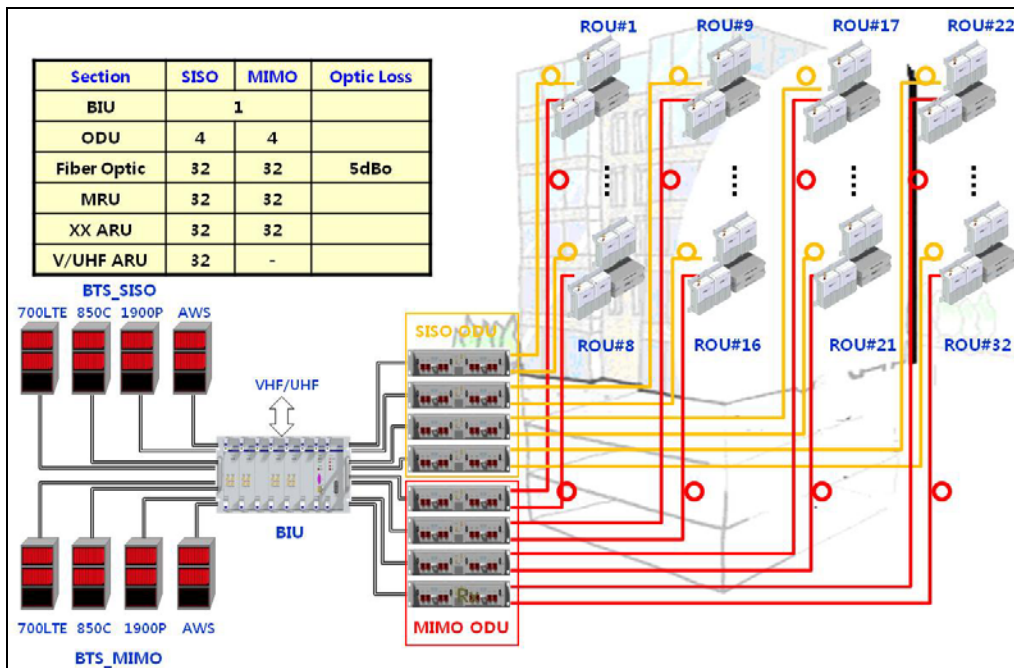 ROU#1 ROU#9 ROU#17 ROU#22
Section SISO MIMO Optic Loss
BIU 1
ODU 4 4
Fiber Optic 32 32 5dBo
MRU 32 32
XX ARU 32 32
V/UHF ARU 32 -
BTS_SISO
700LTE 850C 1900P AWS
SISO ODU
ROU#8 ROU#16 ROU#21 ROU#32
VHF/UHF
BIU
MIMO ODU
700LTE 850C 1900P AWS
BTS_MIMO